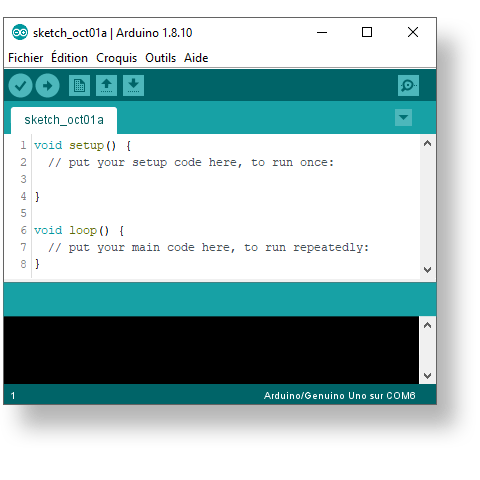 sketch_oct01a | Arduino 1.8.10
Fichier Édition Croquis Outils Aide
sketch_oct01a
1 void setup() {
2 // put your setup code here, to run once:
3
4 }
5
6 void loop() {
7 // put your main code here, to run repeatedly:
8 }
1 Arduino/Genuino Uno sur COM6